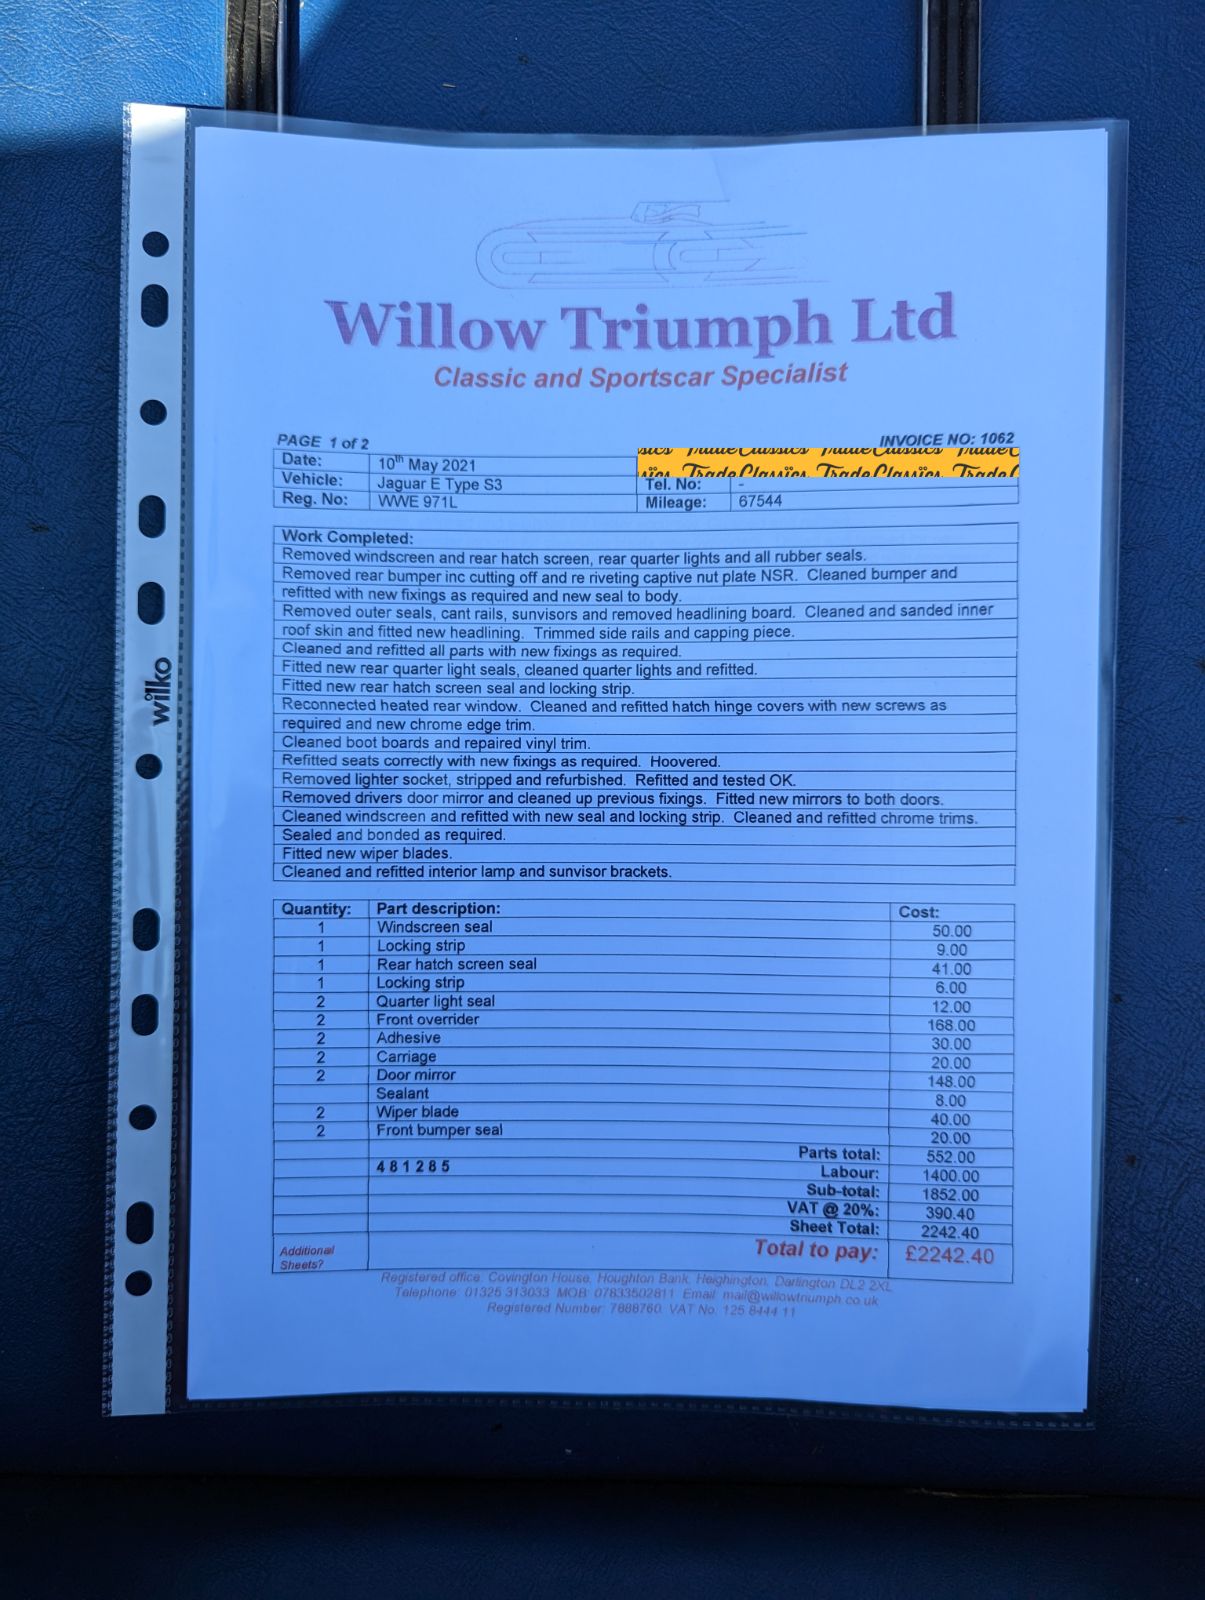 Willow Triumph Ltd
Classic and Sportscar Specialist
PAGE 1 of 2
INVOICE NO: 1062
Date: 10th May 2021
Trade Classics Trade Classics Trade Classics
Vehicle: Jaguar E Type S3 Tel. No: -
Reg. No: WWE 971L Mileage: 67544
Work Completed:
Removed windscreen and rear hatch screen, rear quarter lights and all rubber seals.
Removed rear bumper inc cutting off and re riveting captive nut plate NSR. Cleaned bumper and
refitted with new fixings as required and new seal to body.
Removed outer seals, cant rails, sunvisors and removed headlining board. Cleaned and sanded inner
roof skin and fitted new headlining. Trimmed side rails and capping piece.
Cleaned and refitted all parts with new fixings as required.
Fitted new rear quarter light seals, cleaned quarter lights and refitted.
Fitted new rear hatch screen seal and locking strip.
Reconnected heated rear window. Cleaned and refitted hatch hinge covers with new screws as
required and new chrome edge trim.
Cleaned boot boards and repaired vinyl trim.
Refitted seats correctly with new fixings as required. Hoovered.
Removed lighter socket, stripped and refurbished. Refitted and tested OK.
Removed drivers door mirror and cleaned up previous fixings. Fitted new mirrors to both doors.
Cleaned windscreen and refitted with new seal and locking strip. Cleaned and refitted chrome trims.
Sealed and bonded as required.
Fitted new wiper blades.
Cleaned and refitted interior lamp and sunvisor brackets.
wilko
Quantity: Part description: Cost:
1 Windscreen seal 50.00
1 Locking strip 9.00
1 Rear hatch screen seal 41.00
1 Locking strip 6.00
2 Quarter light seal 12.00
2 Front overrider 168.00
2 Adhesive 30.00
2 Carriage 20.00
2 Door mirror 148.00
Sealant 8.00
2 Wiper blade 40.00
2 Front bumper seal 20.00
Parts total: 552.00
481285 Labour: 1400.00
Sub-total: 1852.00
VAT @ 20%: 390.40
Sheet Total: 2242.40
Additional
Sheets?
Total to pay: £2242.40
Registered office: Covington House, Houghton Bank, Heighington, Darlington DL2 2XL
Telephone: 01325 313033 MOB: 07833502811 Email: mail@willowtriumph.co.uk
Registered Number: 7888760. VAT No. 125 8444 11